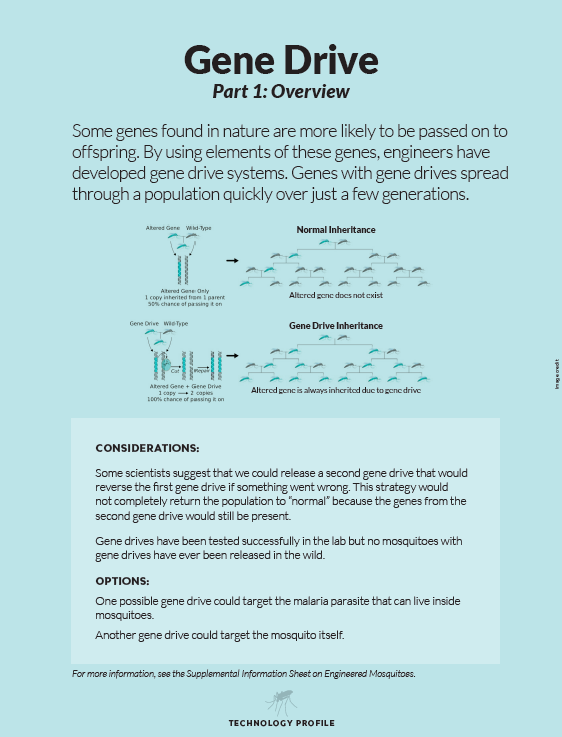 Gene Drive
Part 1: Overview
Some genes found in nature are more likely to be passed on to
offspring. By using elements of these genes, engineers have
developed gene drive systems. Genes with gene drives spread
through a population quickly over just a few generations.
Altered Gene Wild-Type
Altered Gene Only
1 copy inherited from 1 parent
50% chance of passing it on
Normal Inheritance
Altered gene does not exist
Gene Drive Wild-Type
Cut
Repair
Altered Gene + Gene Drive
1 copy → 2 copies
100% chance of passing it on
Gene Drive Inheritance
Altered gene is always inherited due to gene drive
Image credit
CONSIDERATIONS:
Some scientists suggest that we could release a second gene drive that would
reverse the first gene drive if something went wrong. This strategy would
not completely return the population to “normal” because the genes from the
second gene drive would still be present.
Gene drives have been tested successfully in the lab but no mosquitoes with
gene drives have ever been released in the wild.
OPTIONS:
One possible gene drive could target the malaria parasite that can live inside
mosquitoes.
Another gene drive could target the mosquito itself.
For more information, see the Supplemental Information Sheet on Engineered Mosquitoes.
TECHNOLOGY PROFILE